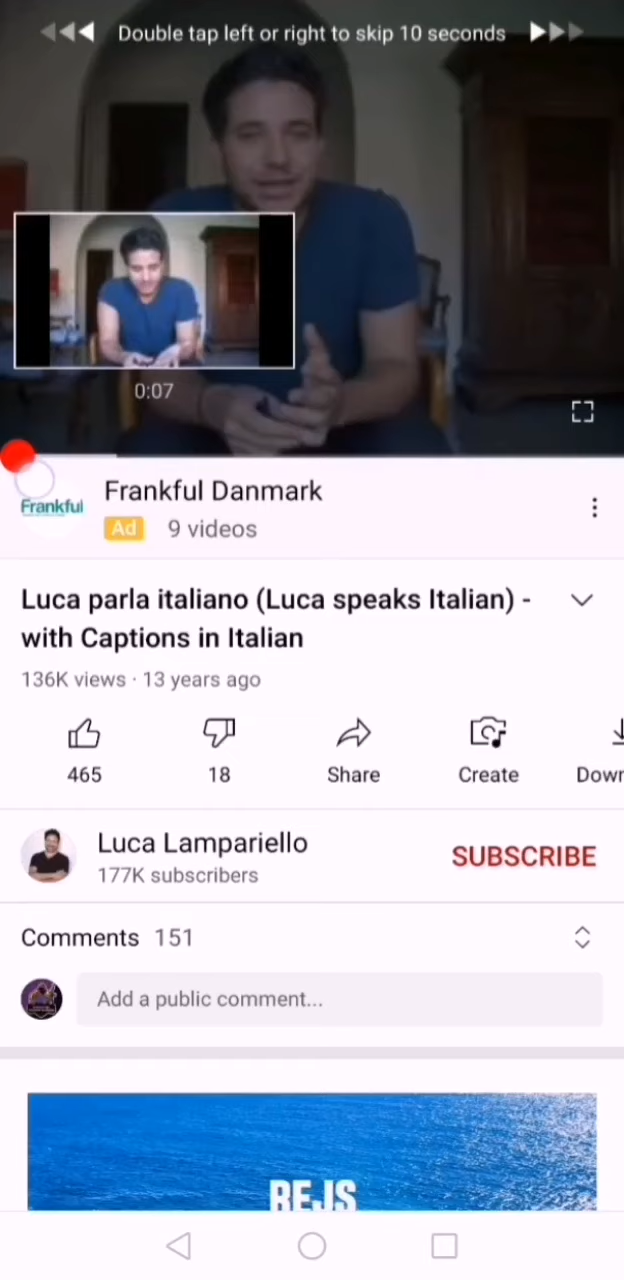 Double tap left or right to skip 10 seconds
0:07
Frankful
Frankful Danmark
Ad 9 videos
Luca parla italiano (Luca speaks Italian) -
with Captions in Italian
136K views · 13 years ago
465 18 Share Create Down
Luca Lampariello
177K subscribers
SUBSCRIBE
Comments 151
Add a public comment...
REJS